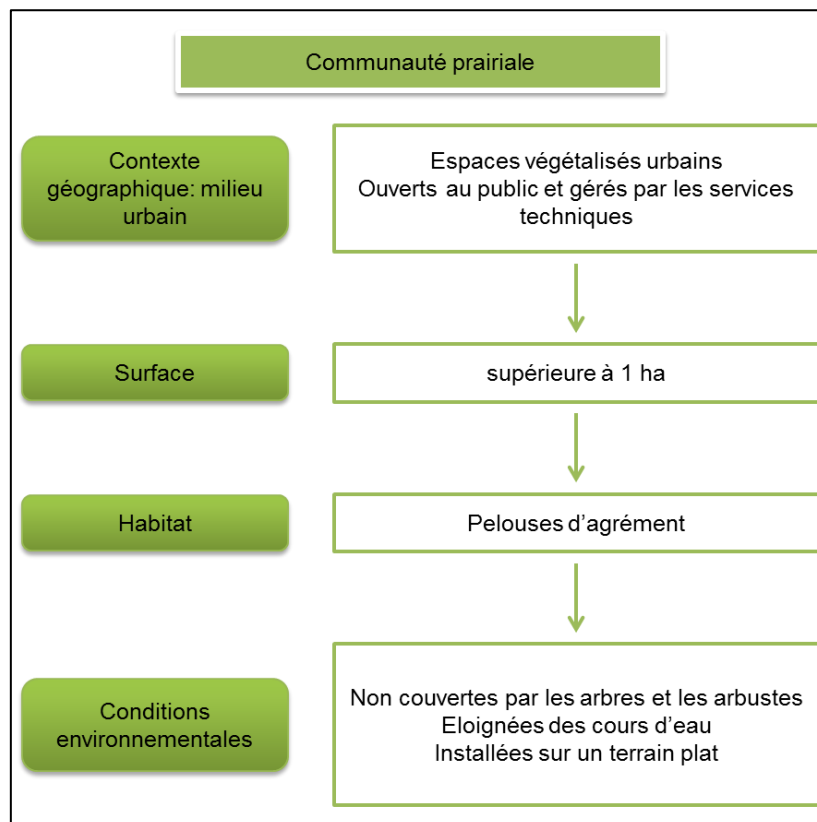 Communauté prairiale
Contexte
géographique: milieu
urbain
Espaces végétalisés urbains
Ouverts au public et gérés par les services
techniques
Surface
supérieure à 1 ha
Habitat
Pelouses d’agrément
Conditions
environnementales
Non couvertes par les arbres et les arbustes
Eloignées des cours d’eau
Installées sur un terrain plat